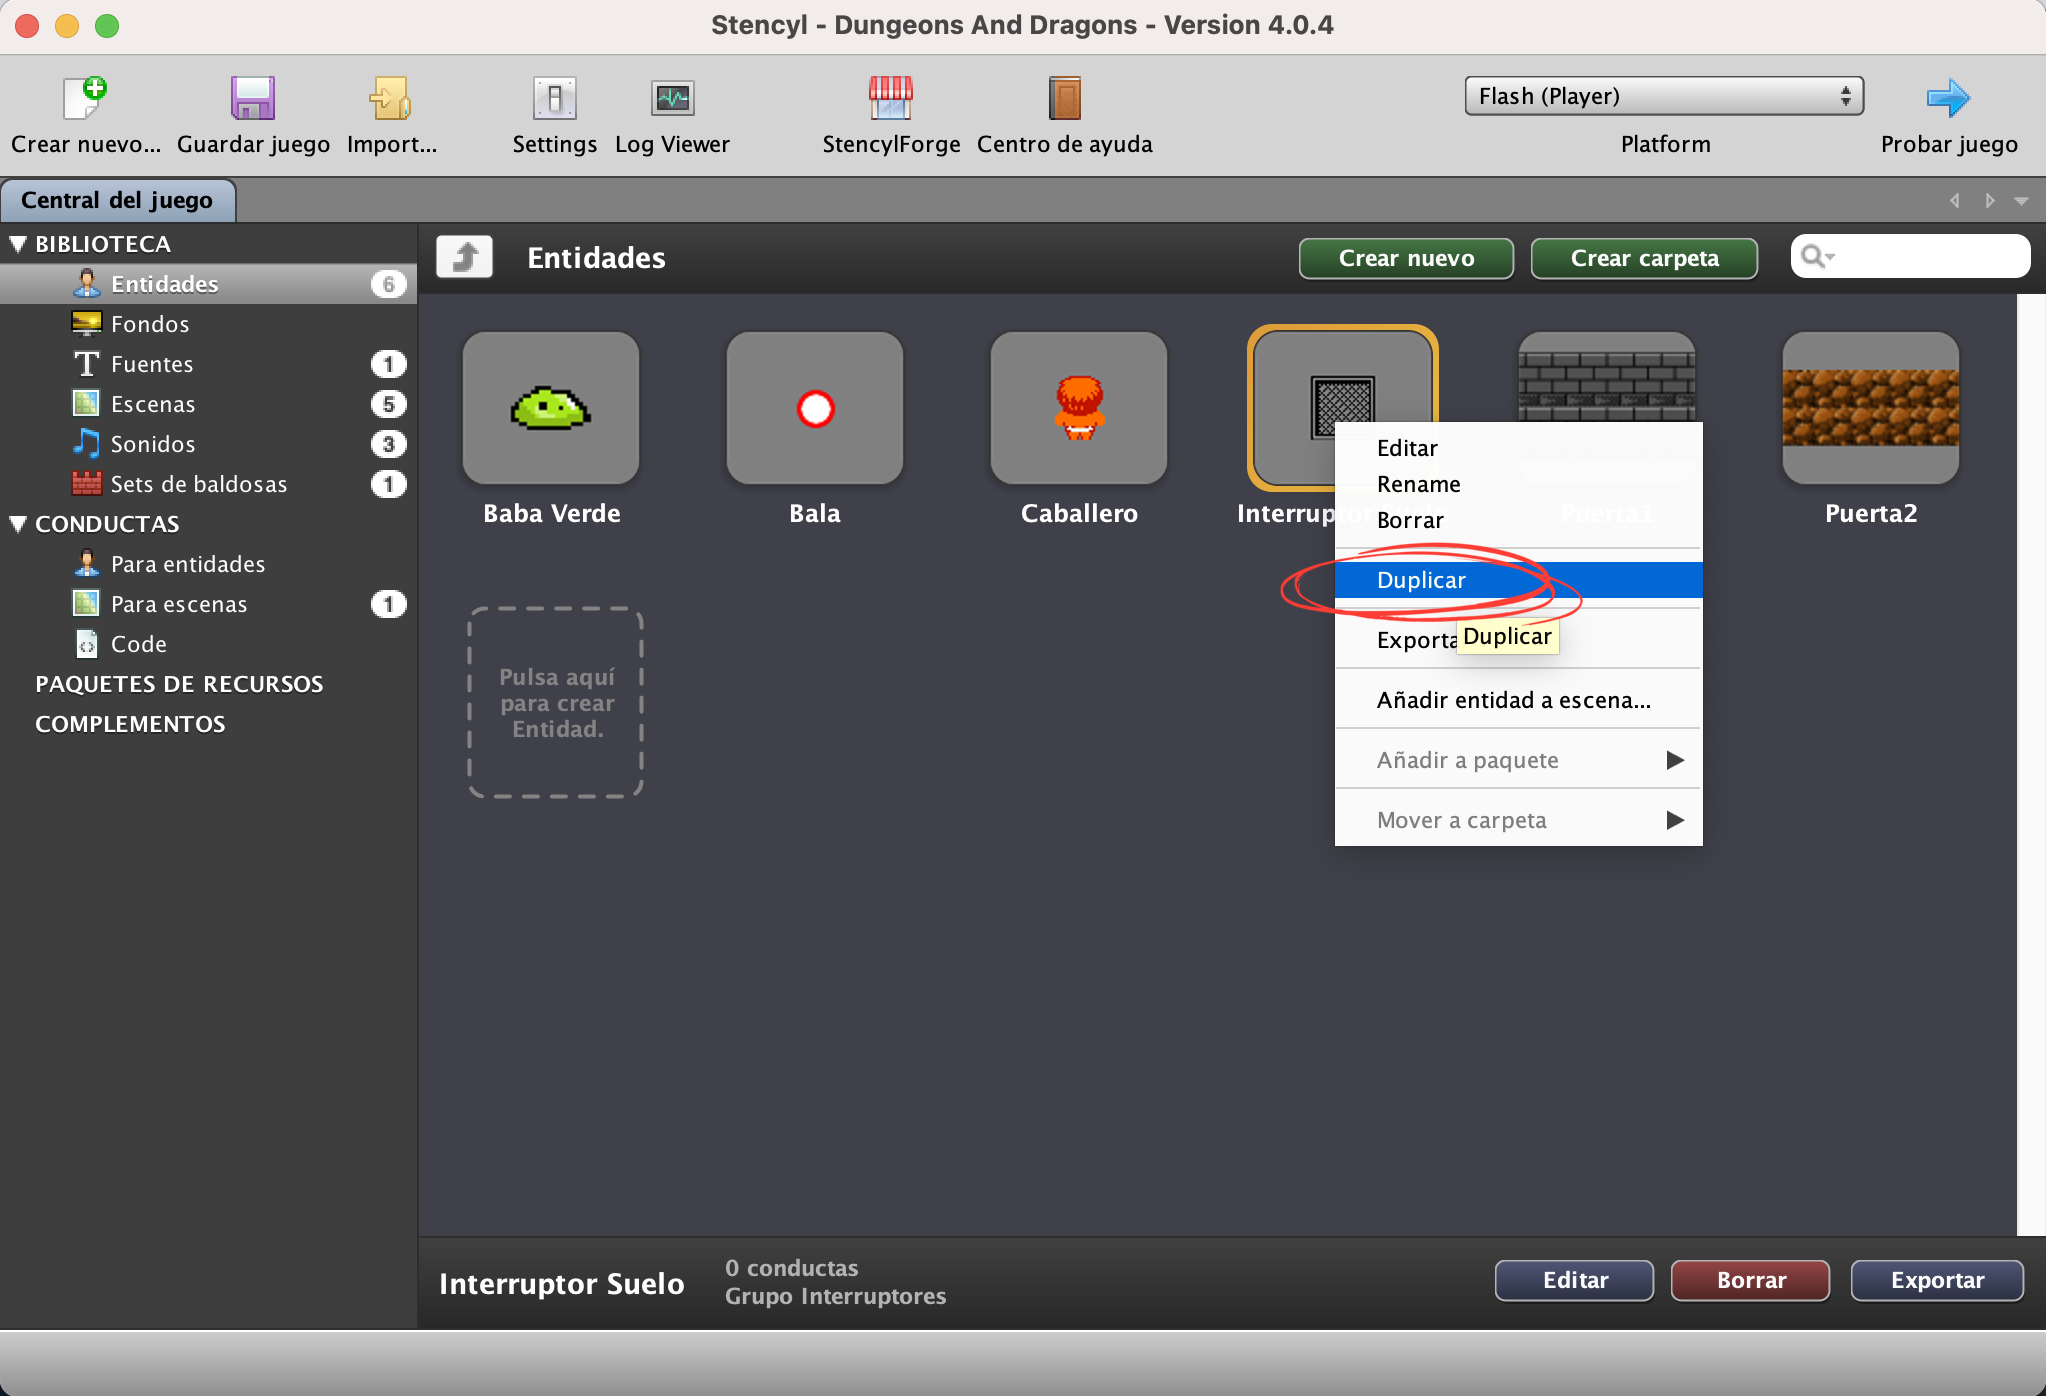 Stencyl - Dungeons And Dragons - Version 4.0.4
Crear nuevo...
Guardar juego
Import...
Settings
Log Viewer
StencylForge
Centro de ayuda
Flash (Player)
Platform
Probar juego
Central del juego
BIBLIOTECA
Entidades 6
Fondos
Fuentes 1
Escenas 5
Sonidos 3
Sets de baldosas 1
CONDUCTAS
Para entidades
Para escenas 1
Code
PAQUETES DE RECURSOS
COMPLEMENTOS
Entidades
Crear nuevo
Crear carpeta
Baba Verde
Bala
Caballero
Interrup
Puerta1
Puerta2
Pulsa aquí
para crear
Entidad.
Editar
Rename
Borrar
Duplicar
Exporta
Duplicar
Añadir entidad a escena...
Añadir a paquete
Mover a carpeta
Interruptor Suelo
0 conductas
Grupo Interruptores
Editar
Borrar
Exportar